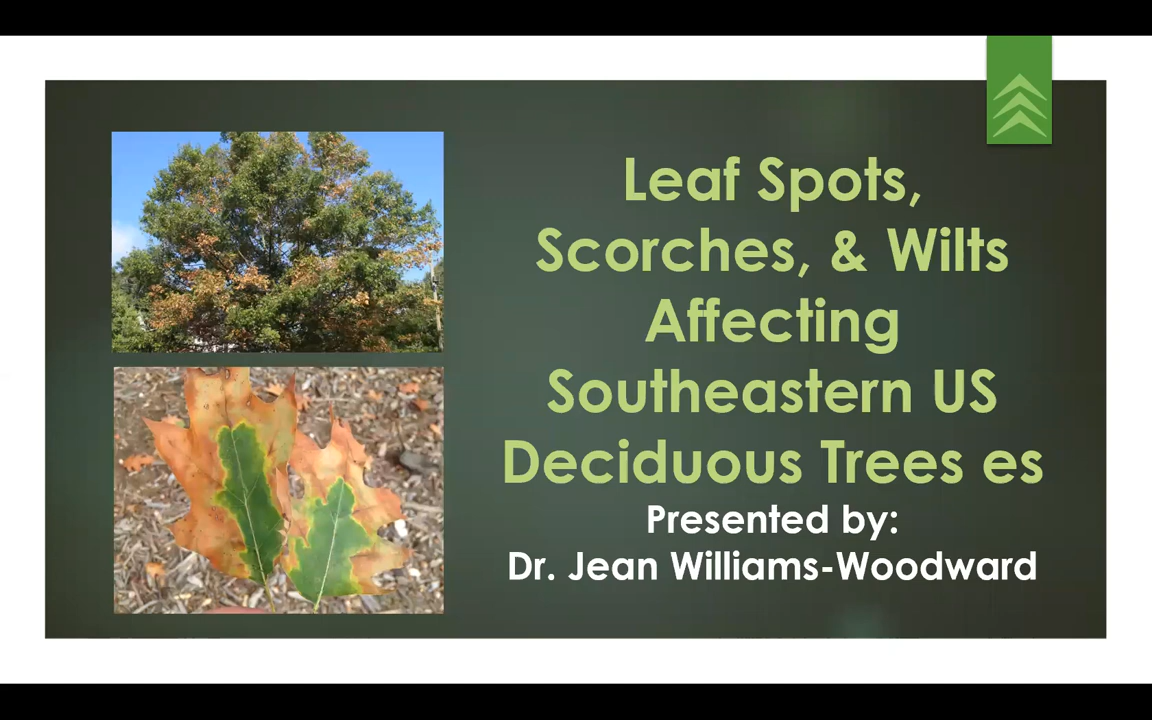 Leaf Spots,
Scorches, & Wilts
Affecting
Southeastern US
Deciduous Trees es
Presented by:
Dr. Jean Williams-Woodward